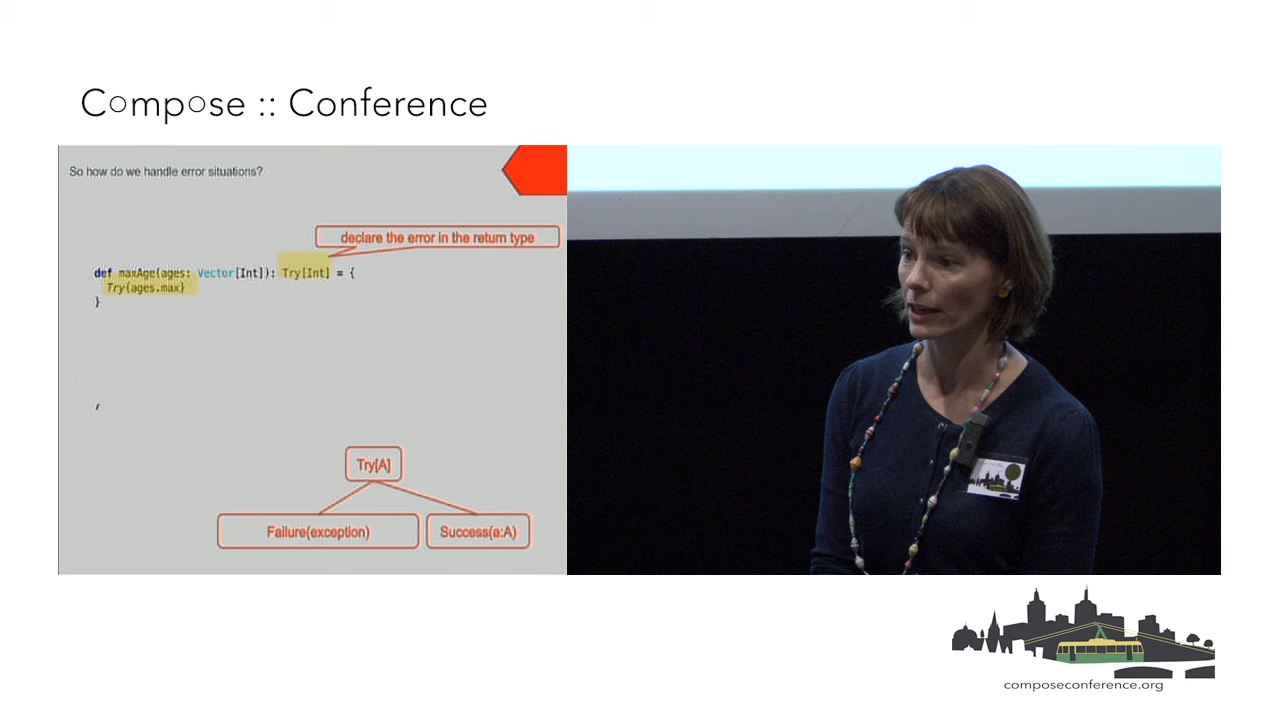 Compose :: Conference
So how do we handle error situations?
declare the error in the return type
def maxAge(ages: Vector[Int]): Try[Int] = {
Try{ages.max}
}
Try[A]
Failure(exception)
Success(a:A)
composeconference.org